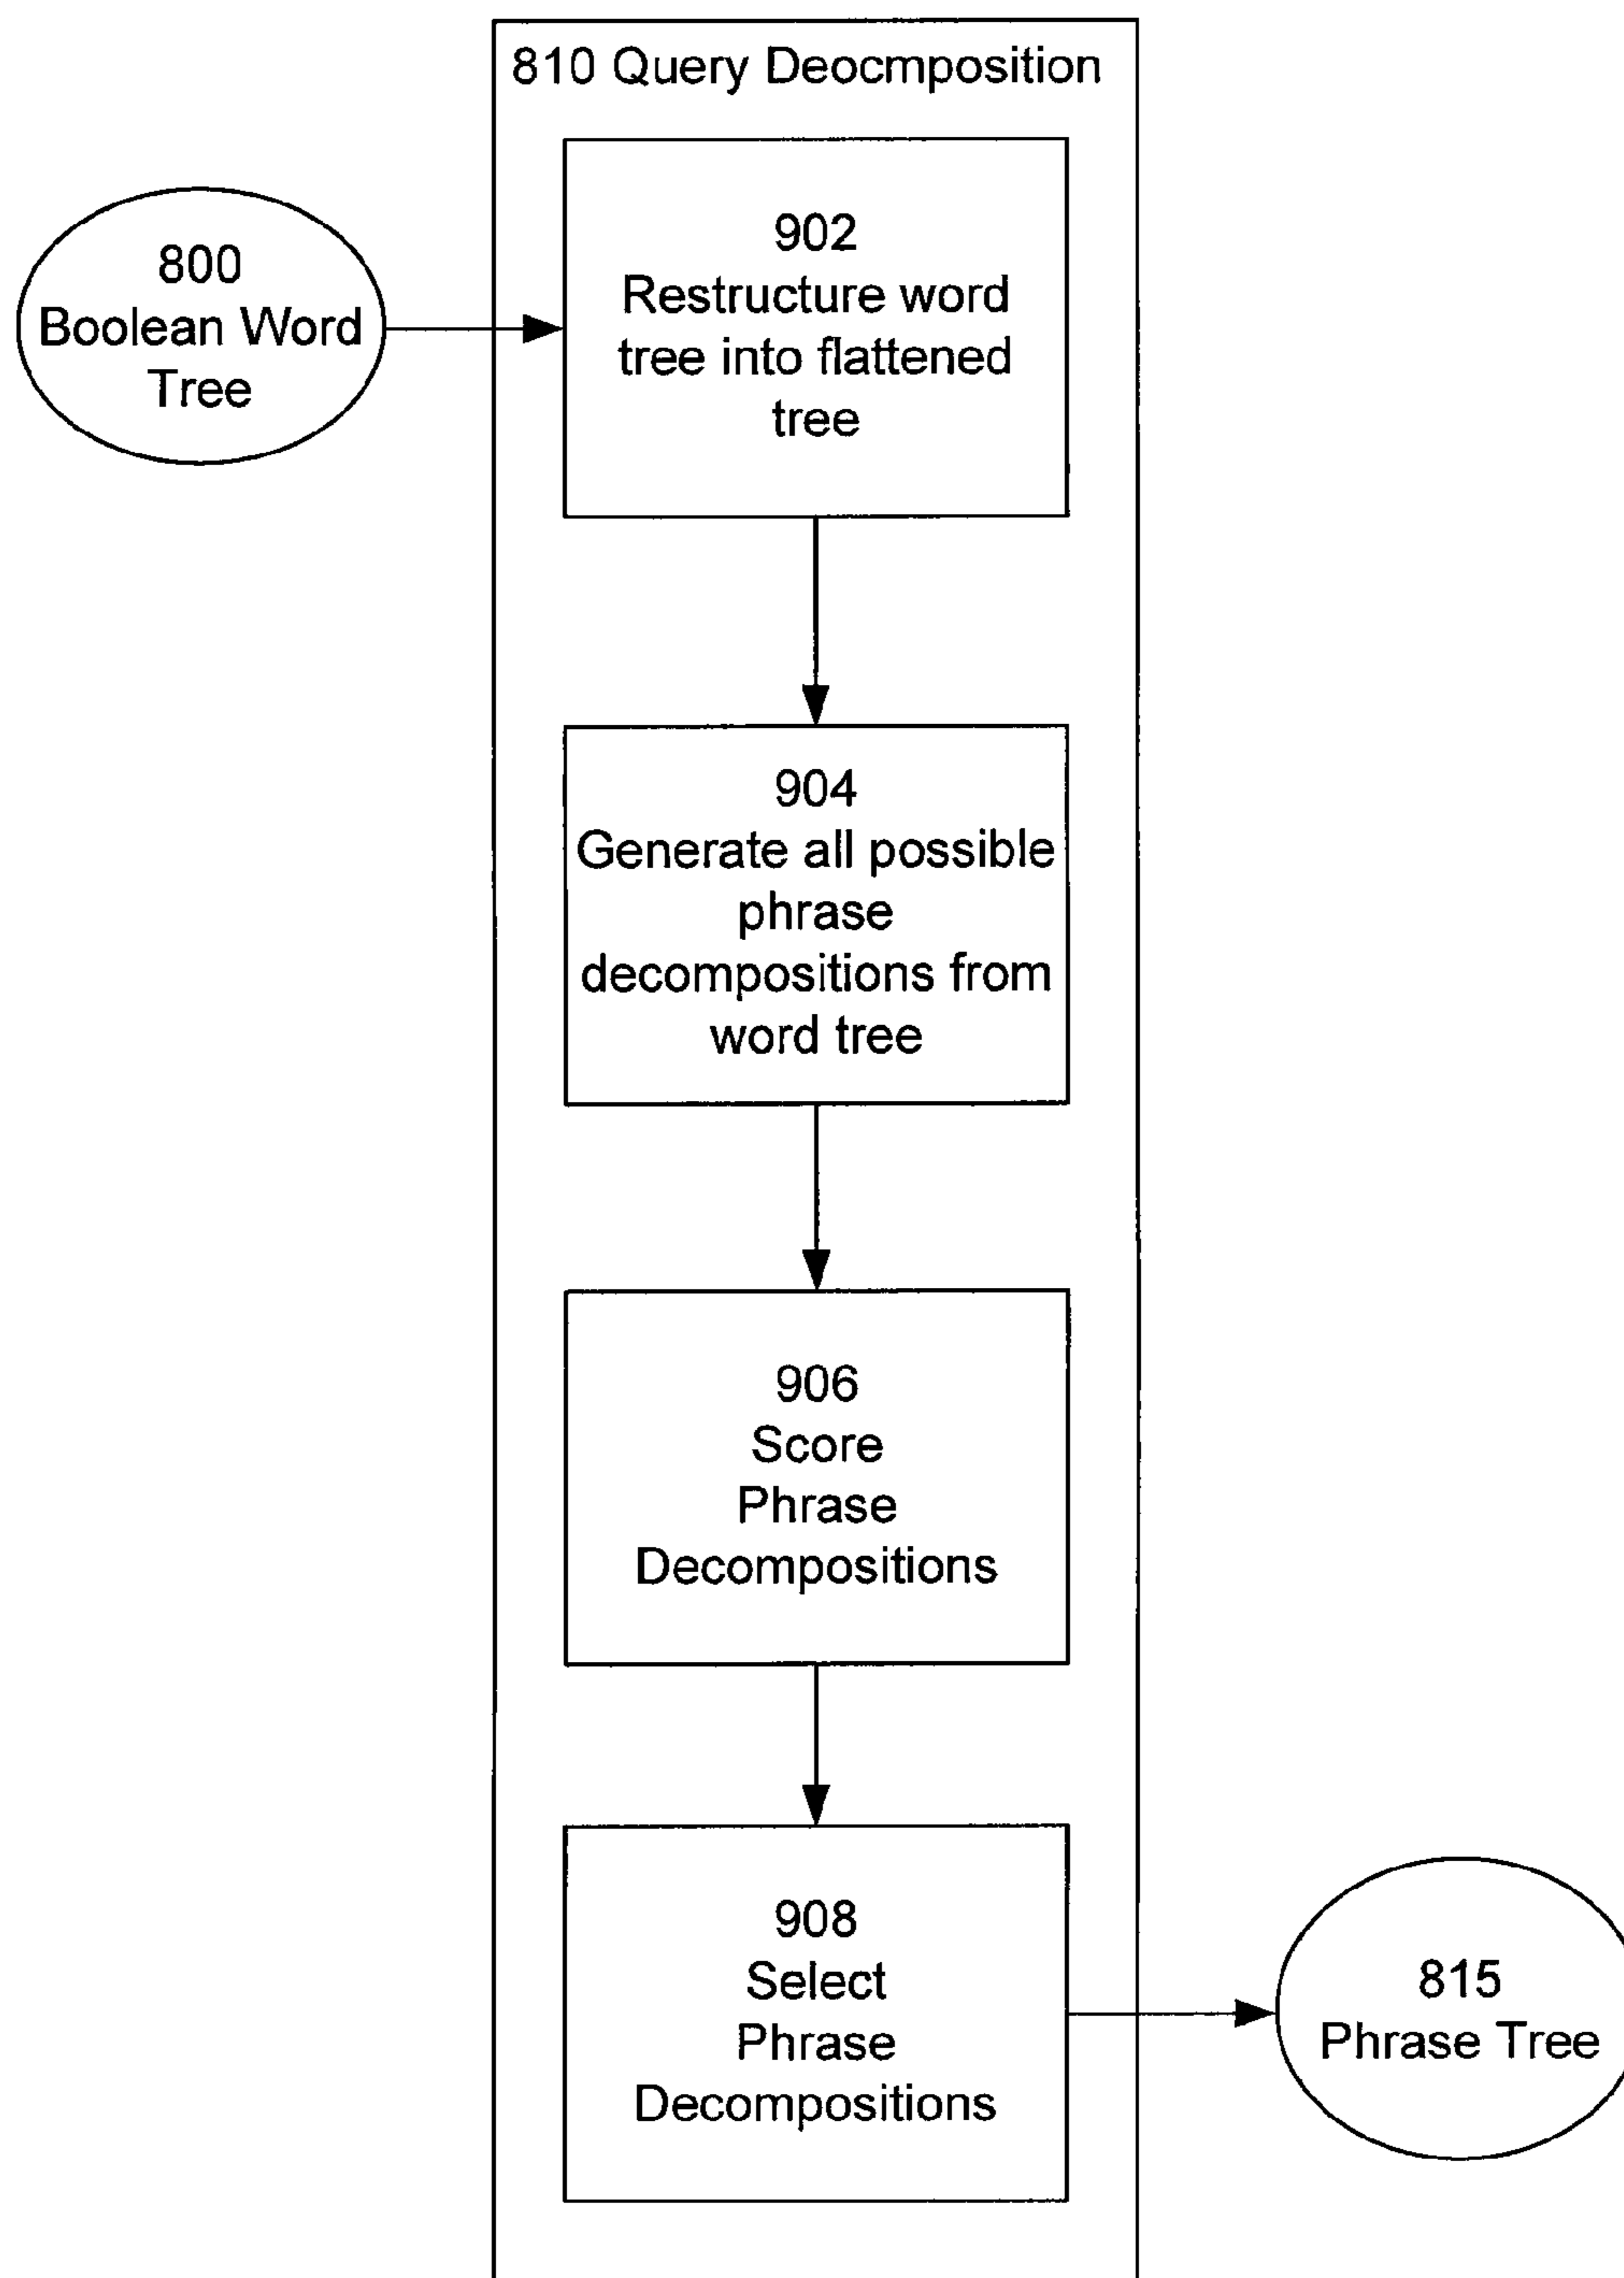 810 Query Deocmposition
800
Boolean Word
Tree
902
Restructure word
tree into flattened
tree
904
Generate all possible
phrase
decompositions from
word tree
906
Score
Phrase
Decompositions
908
Select
Phrase
Decompositions
815
Phrase Tree